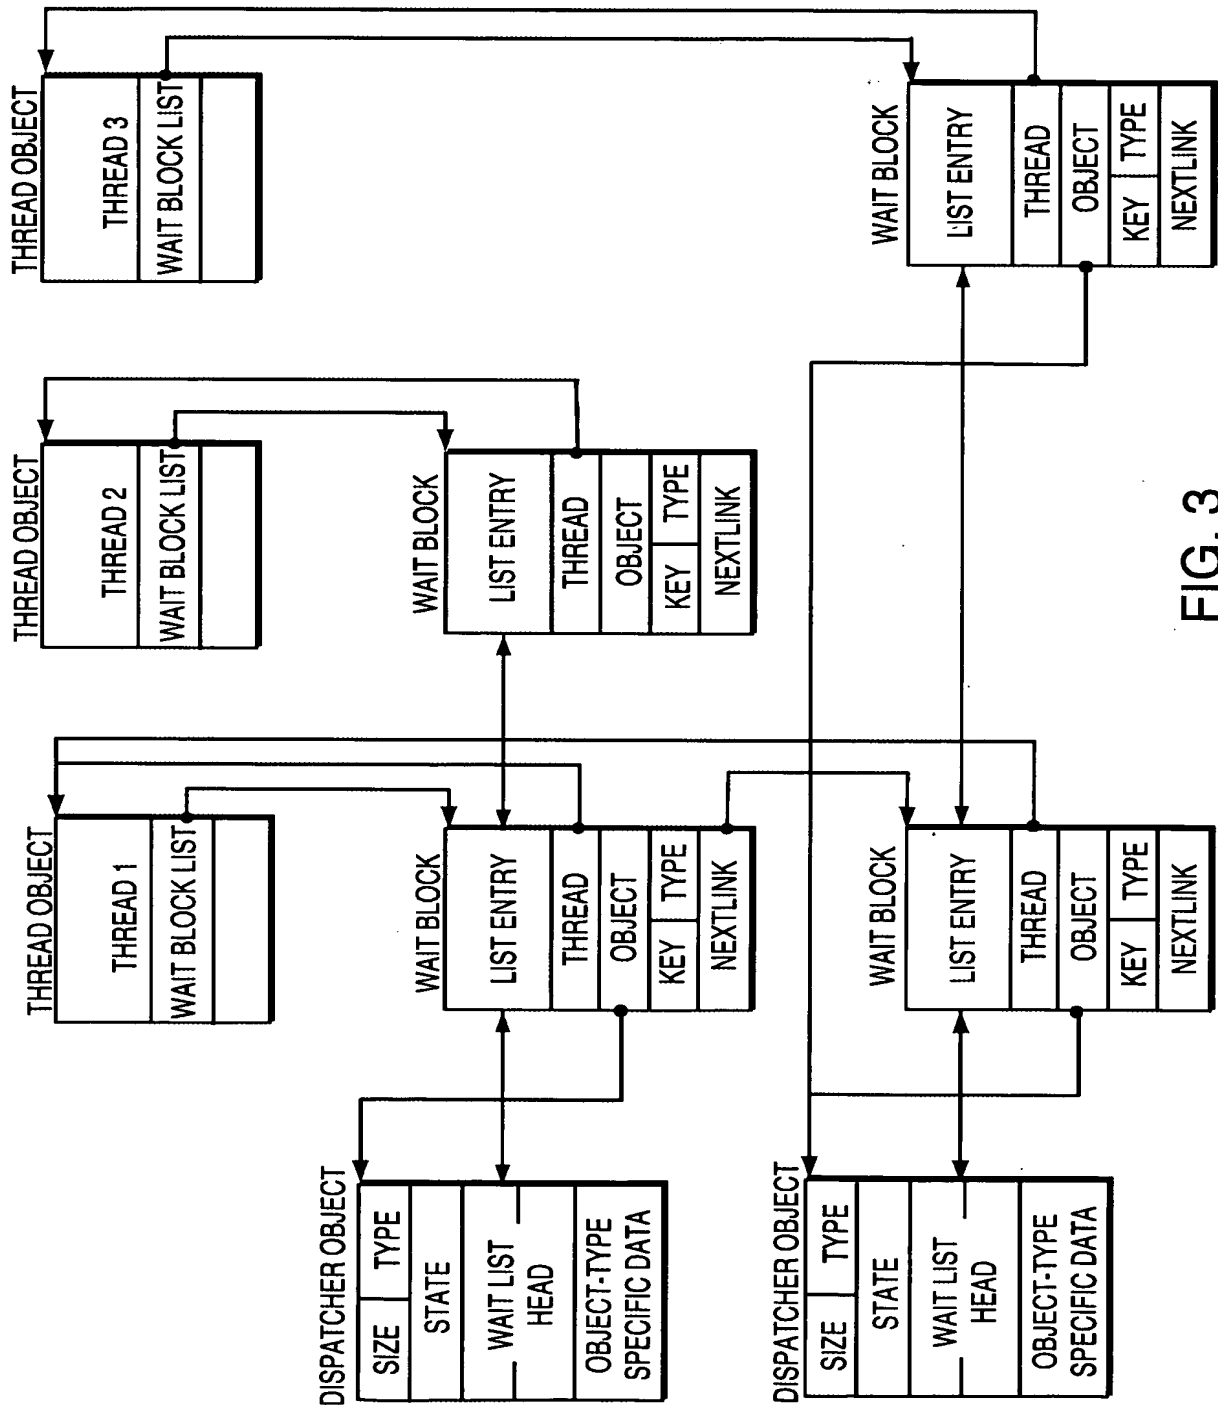 THREAD OBJECT
THREAD 1
WAIT BLOCK LIST
THREAD OBJECT
THREAD 2
WAIT BLOCK LIST
THREAD OBJECT
THREAD 3
WAIT BLOCK LIST
DISPATCHER OBJECT
SIZE TYPE
STATE
WAIT LIST
HEAD
OBJECT-TYPE
SPECIFIC DATA
WAIT BLOCK
LIST ENTRY
THREAD
OBJECT
KEY TYPE
NEXTLINK
WAIT BLOCK
LIST ENTRY
THREAD
OBJECT
KEY TYPE
NEXTLINK
DISPATCHER OBJECT
SIZE TYPE
STATE
WAIT LIST
HEAD
OBJECT-TYPE
SPECIFIC DATA
WAIT BLOCK
LIST ENTRY
THREAD
OBJECT
KEY TYPE
NEXTLINK
WAIT BLOCK
LIST ENTRY
THREAD
OBJECT
KEY TYPE
NEXTLINK
FIG. 3